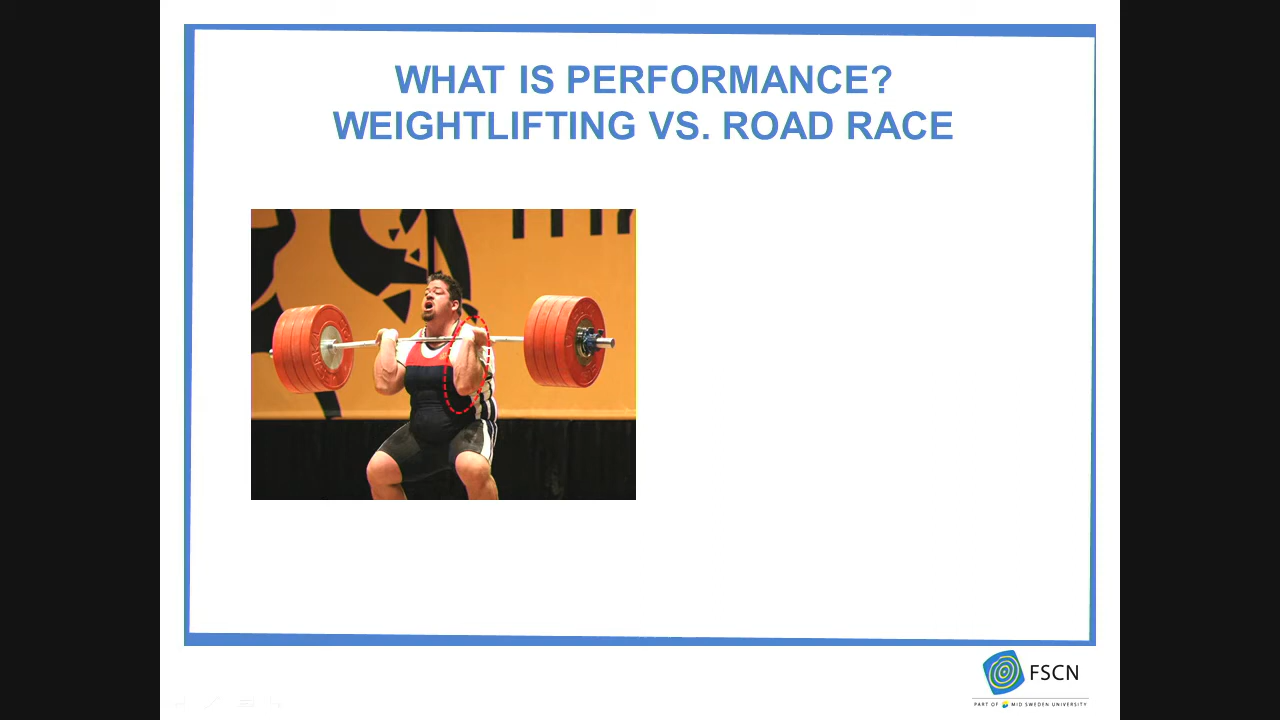 WHAT IS PERFORMANCE?
WEIGHTLIFTING VS. ROAD RACE
FSCN
PART OF MID SWEDEN UNIVERSITY